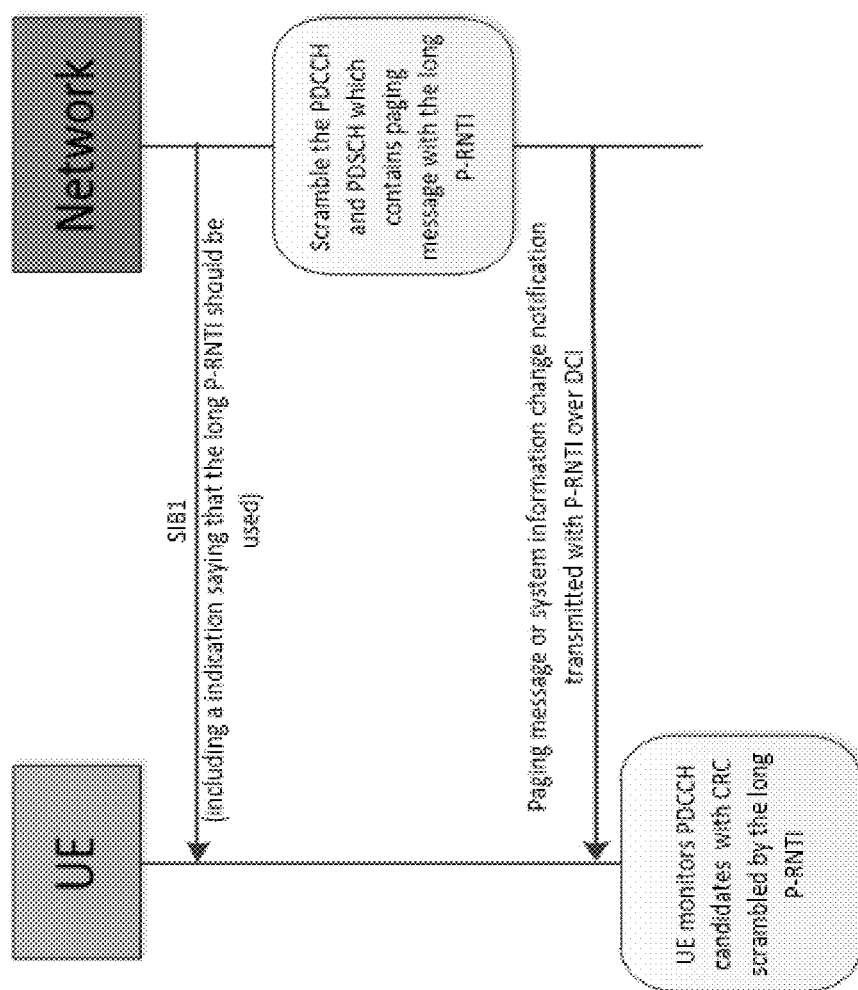 UE
Network
SIB1
(including a indication saying that the long P-RNTI should be
used)
Scramble the PDCCH
and PDSCH which
contains paging
message with the long
P-RNTI
Paging message or system information change notification
transmitted with P-RNTI over DCI
UE monitors PDCCH
candidates with CRC
scrambled by the long
P-RNTI